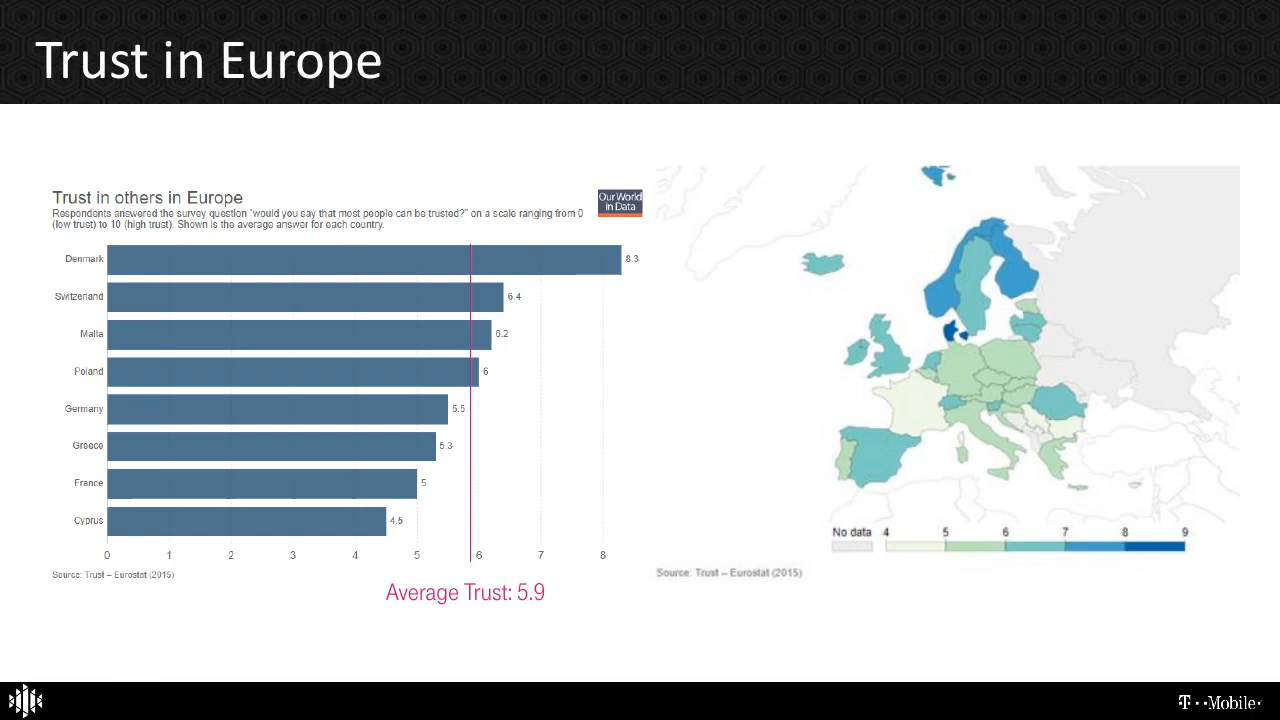 Trust in Europe
Trust in others in Europe
Our World
in Data
Respondents answered the survey question "would you say that most people can be trusted?" on a scale ranging from 0
(low trust) to 10 (high trust). Shown is the average answer for each country.
Denmark 8.3
Switzerland 6.4
Malta 6.2
Poland 6
Germany 5.5
Greece 5.3
France 5
Cyprus 4.5
0 1 2 3 4 5 6 7 8
Source: Trust – Eurostat (2015)
Average Trust: 5.9
No data 4 5 6 7 8 9
Source: Trust – Eurostat (2015)
T··Mobile·